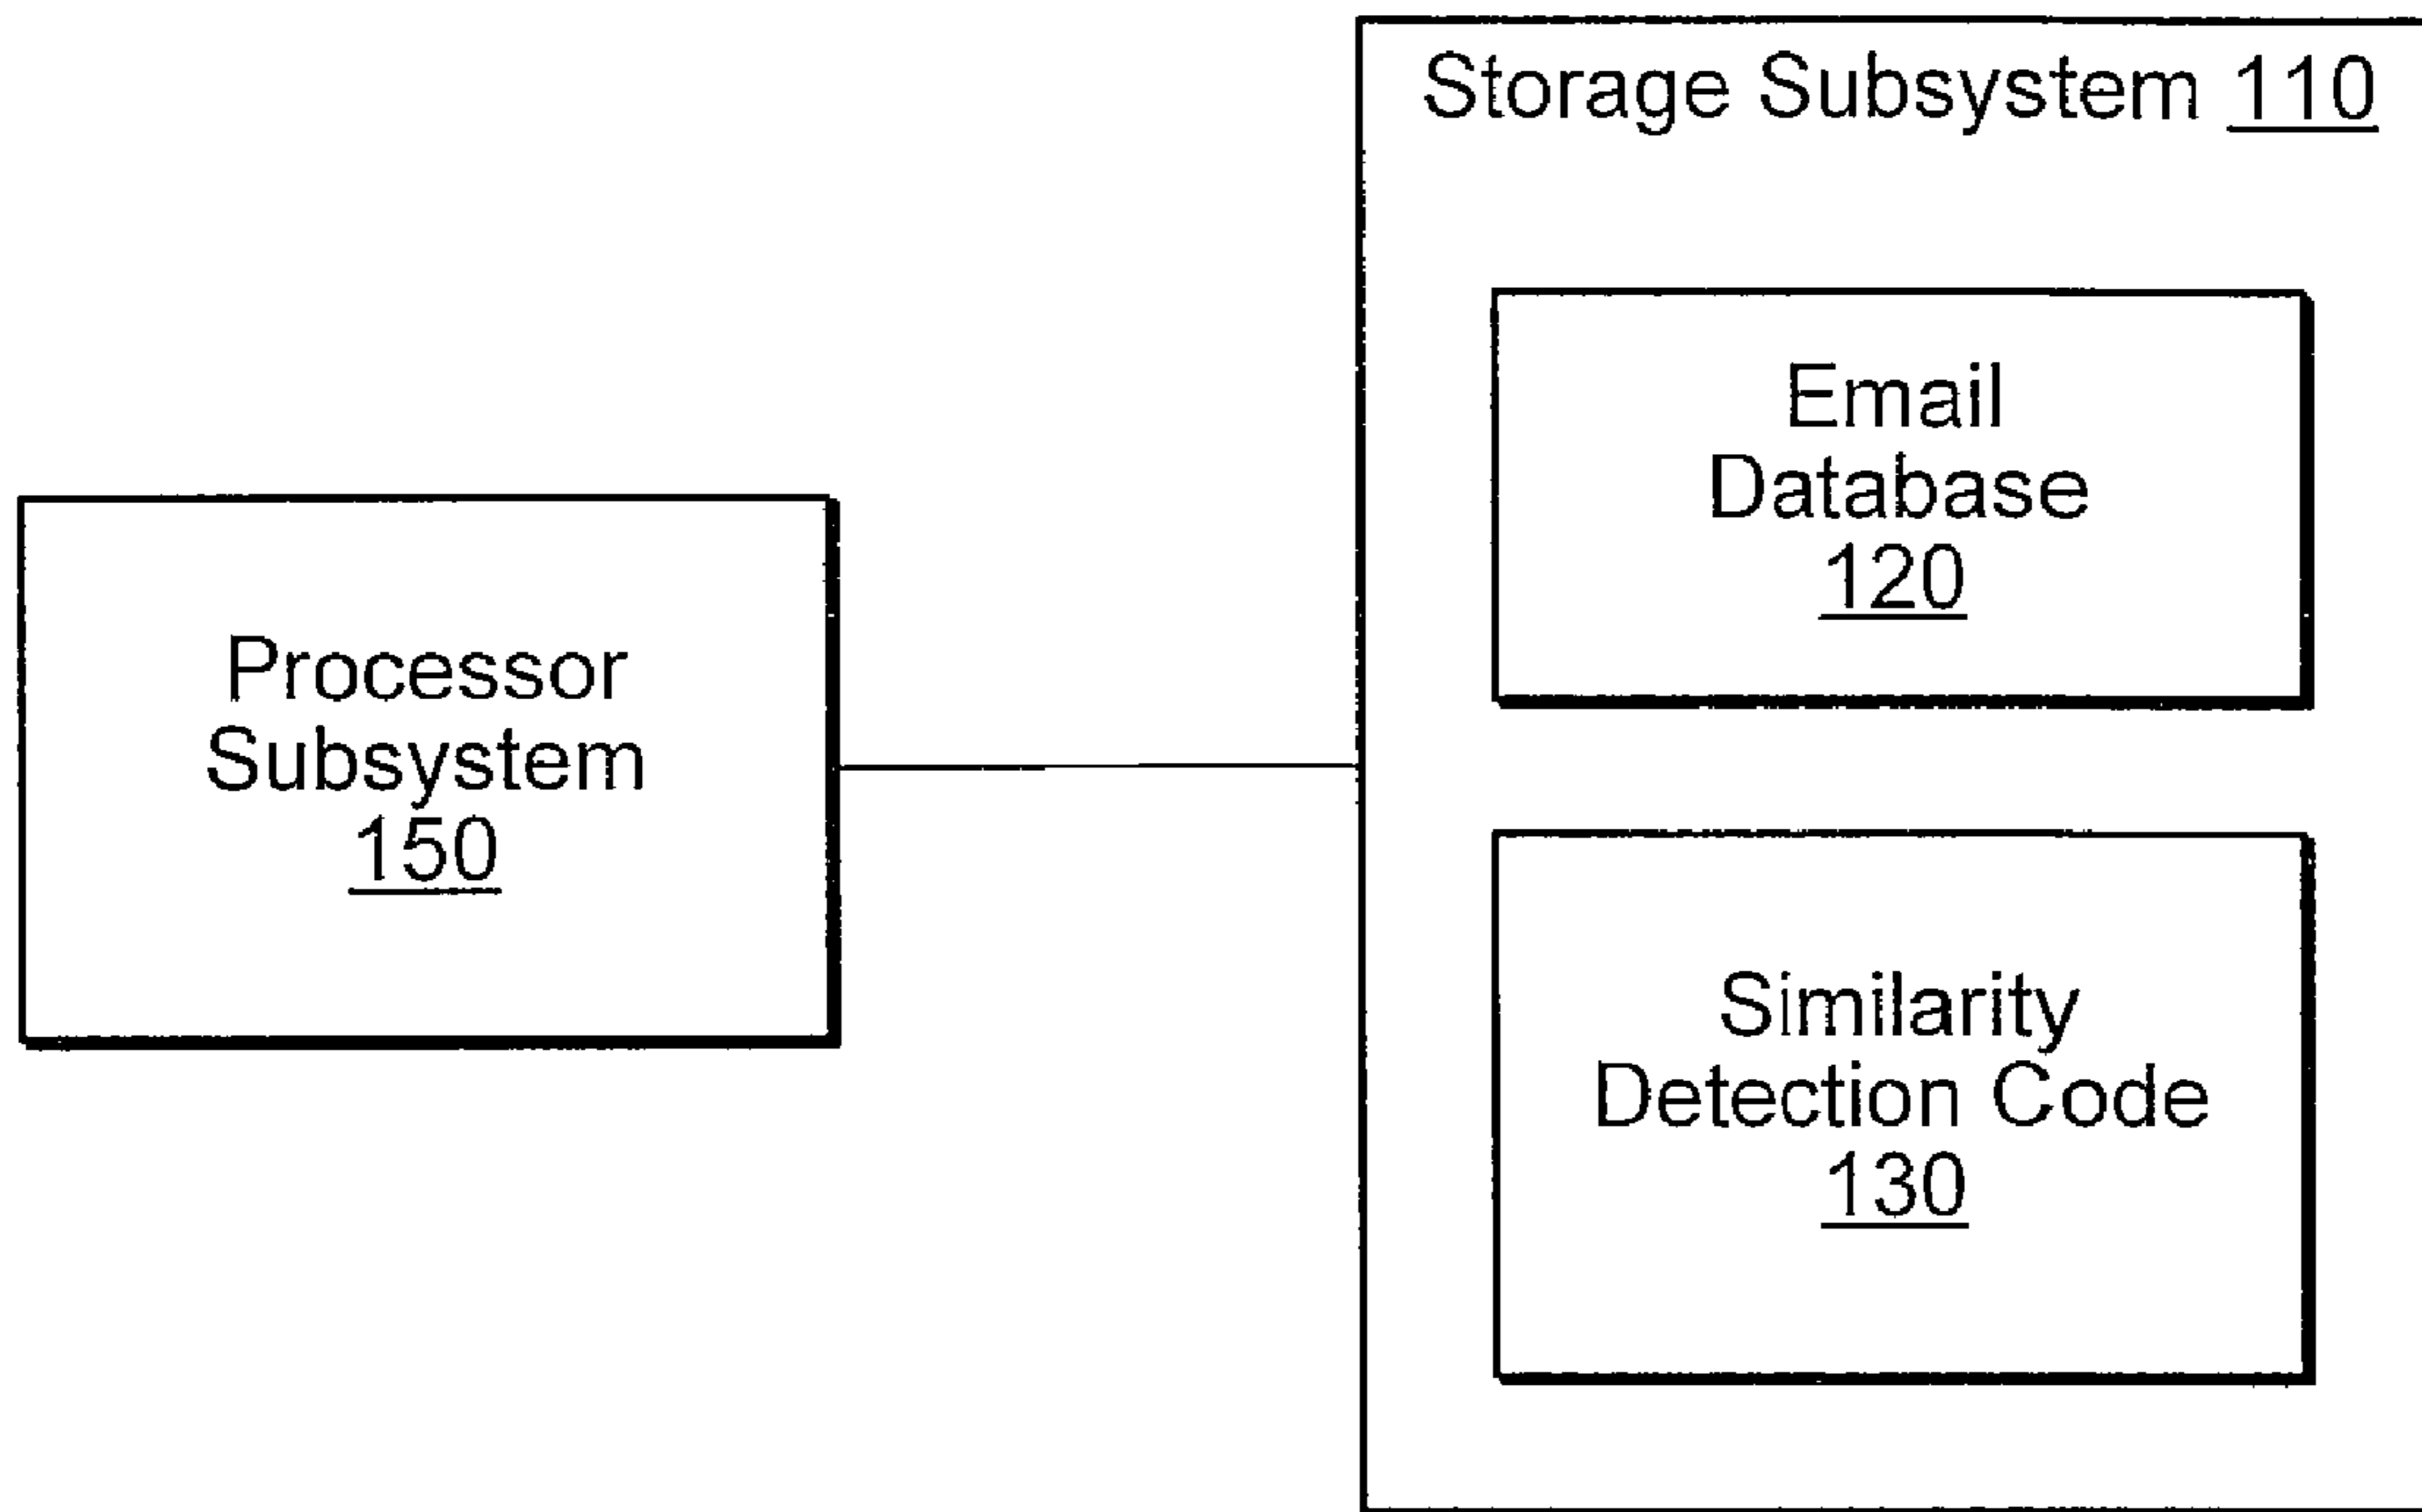 Storage Subsystem 110
Email
Database
120
Processor
Subsystem
150
Similarity
Detection Code
130